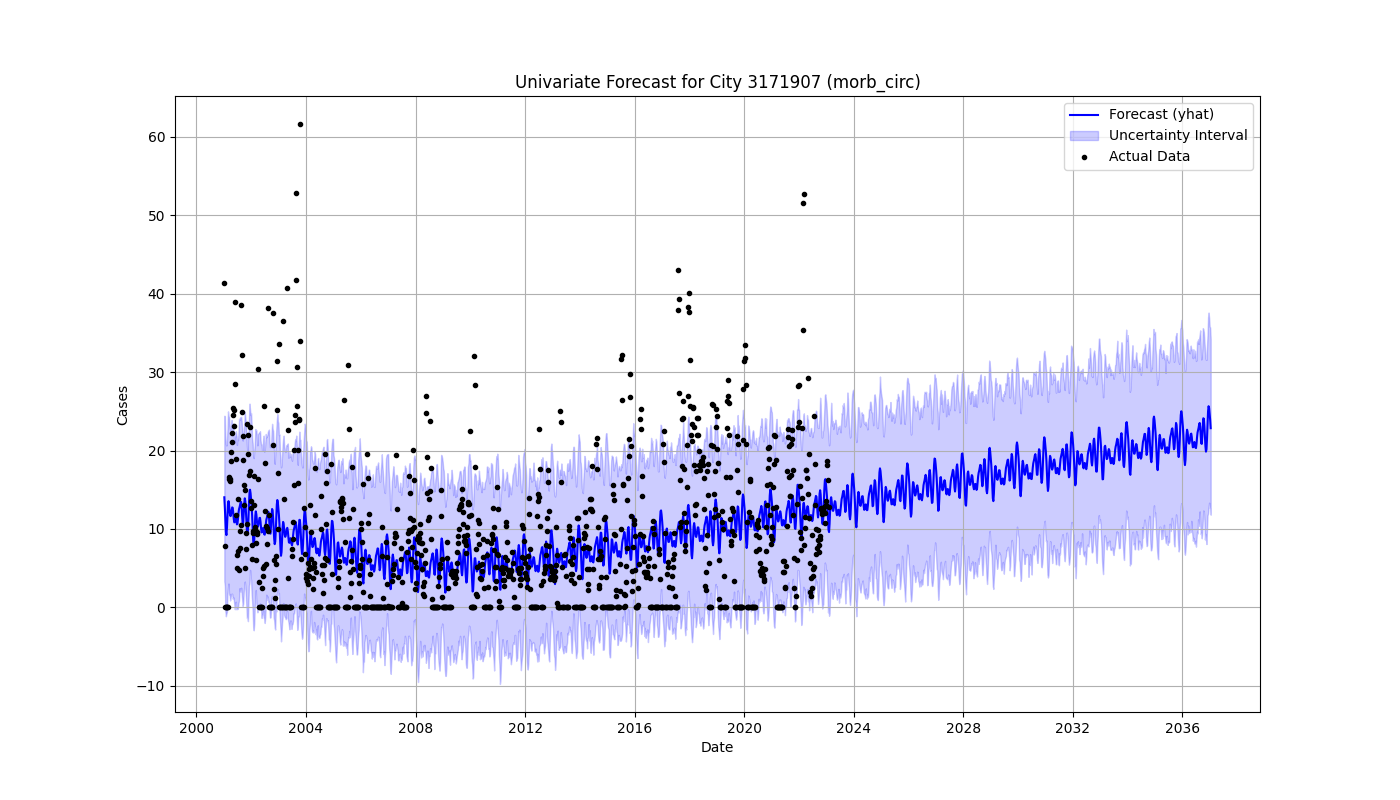 Univariate Forecast for City 3171907 (morb_circ)
Forecast (yhat)
Uncertainty Interval
Actual Data
Cases
60
50
40
30
20
10
0
−10
2000 2004 2008 2012 2016 2020 2024 2028 2032 2036
Date